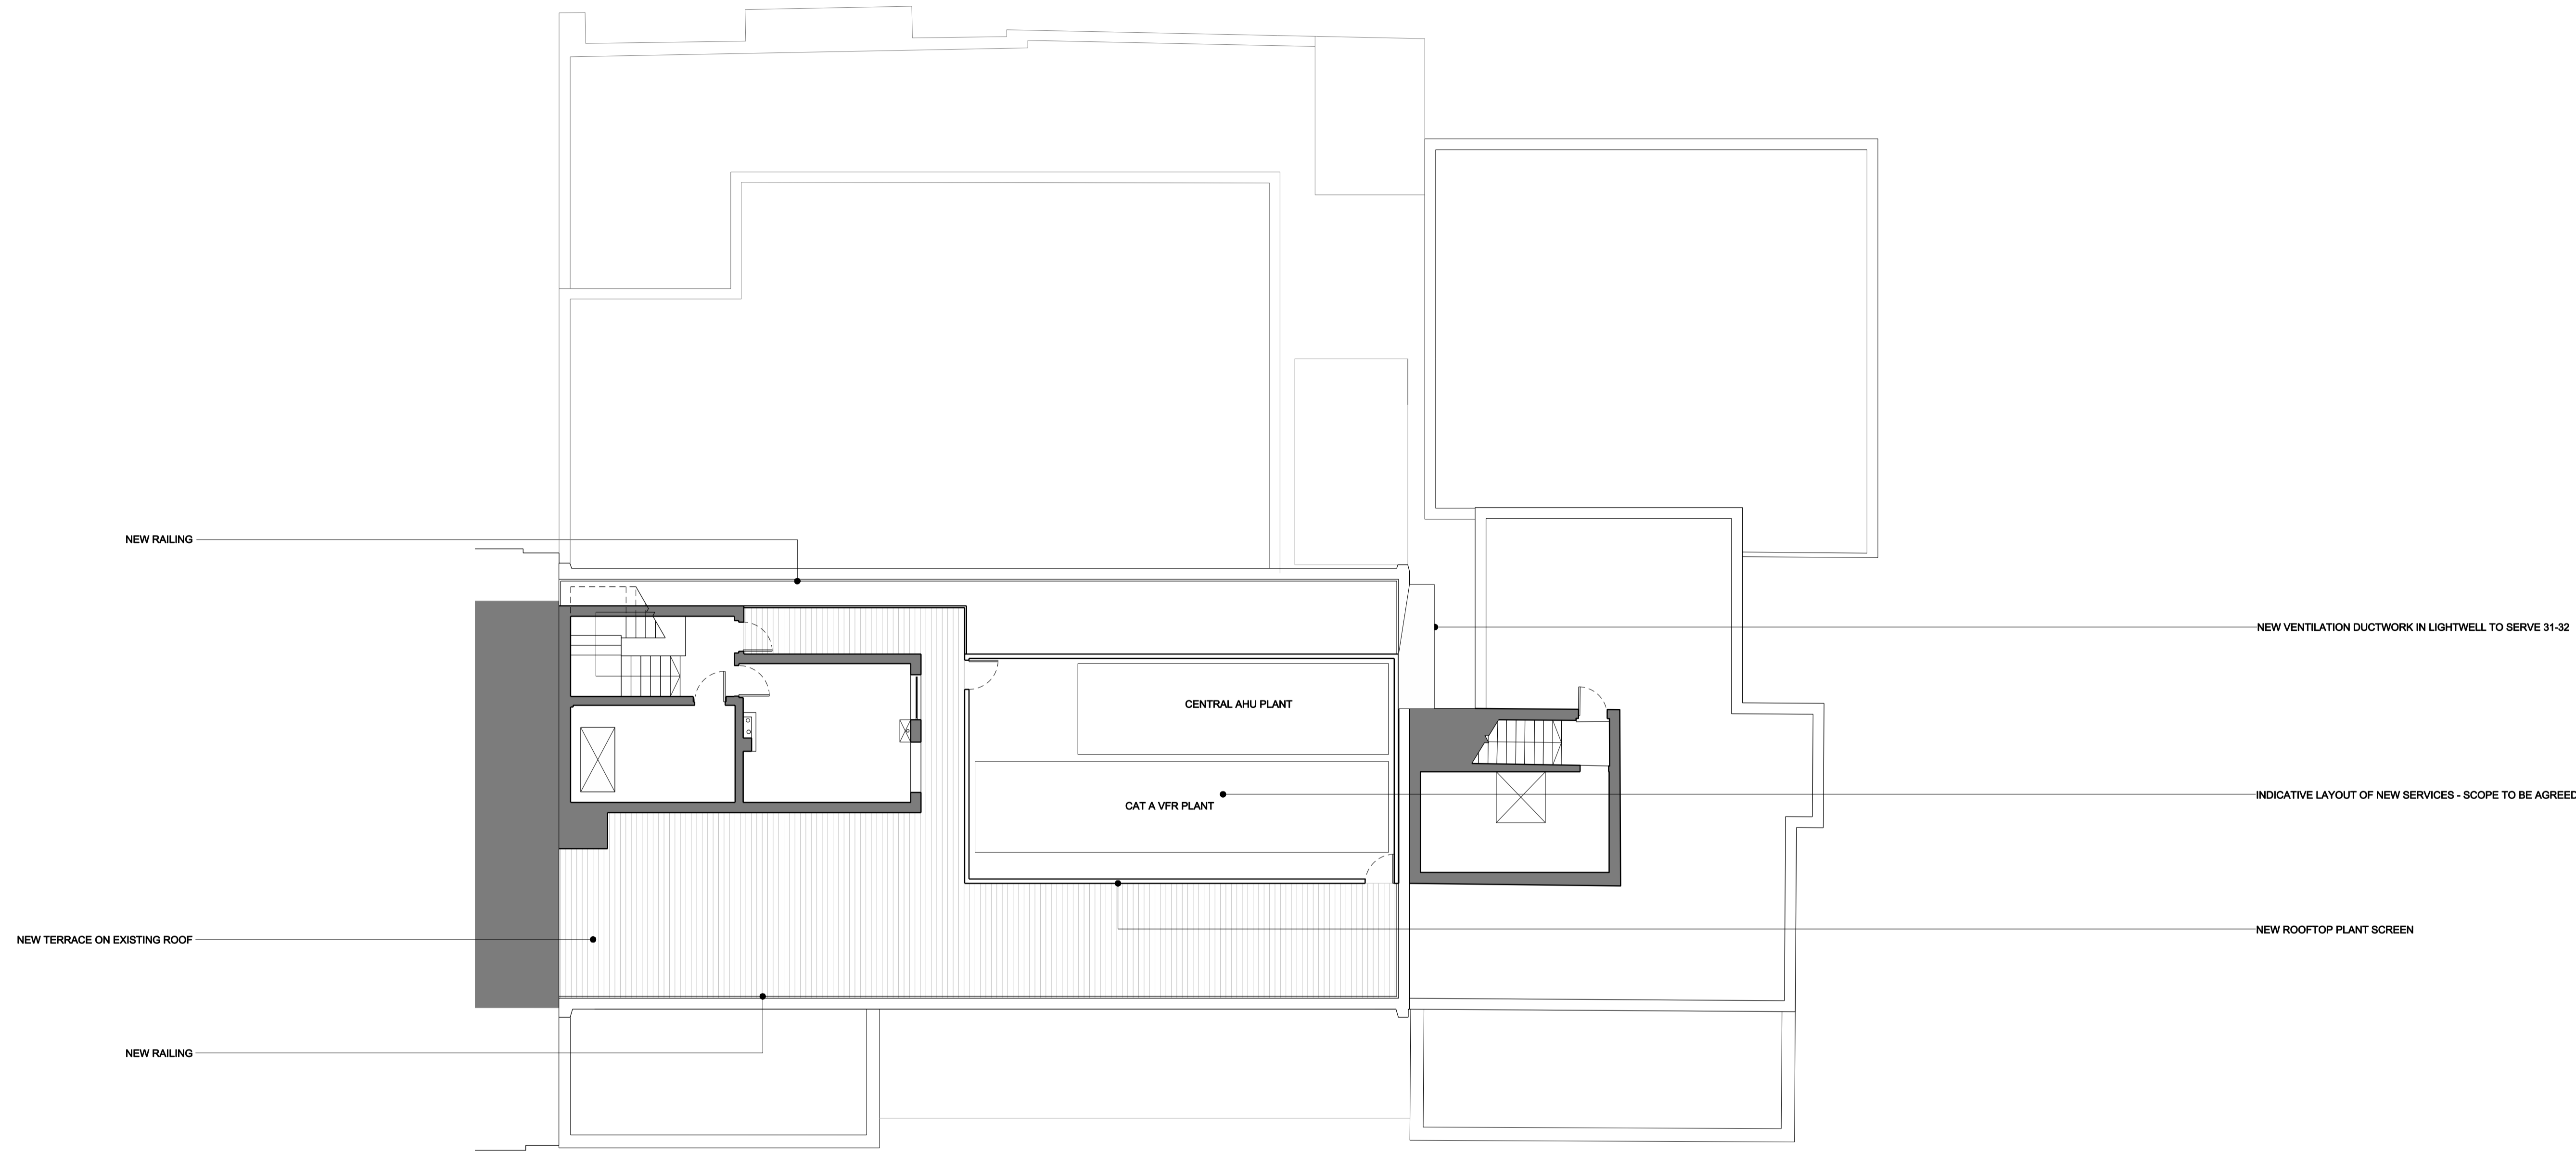 NEW RAILING
NEW VENTILATION DUCTWORK IN LIGHTWELL TO SERVE 31-32
CENTRAL AHU PLANT
INDICATIVE LAYOUT OF NEW SERVICES - SCOPE TO BE AGREED
CAT A VFR PLANT
NEW ROOFTOP PLANT SCREEN
NEW TERRACE ON EXISTING ROOF
NEW RAILING